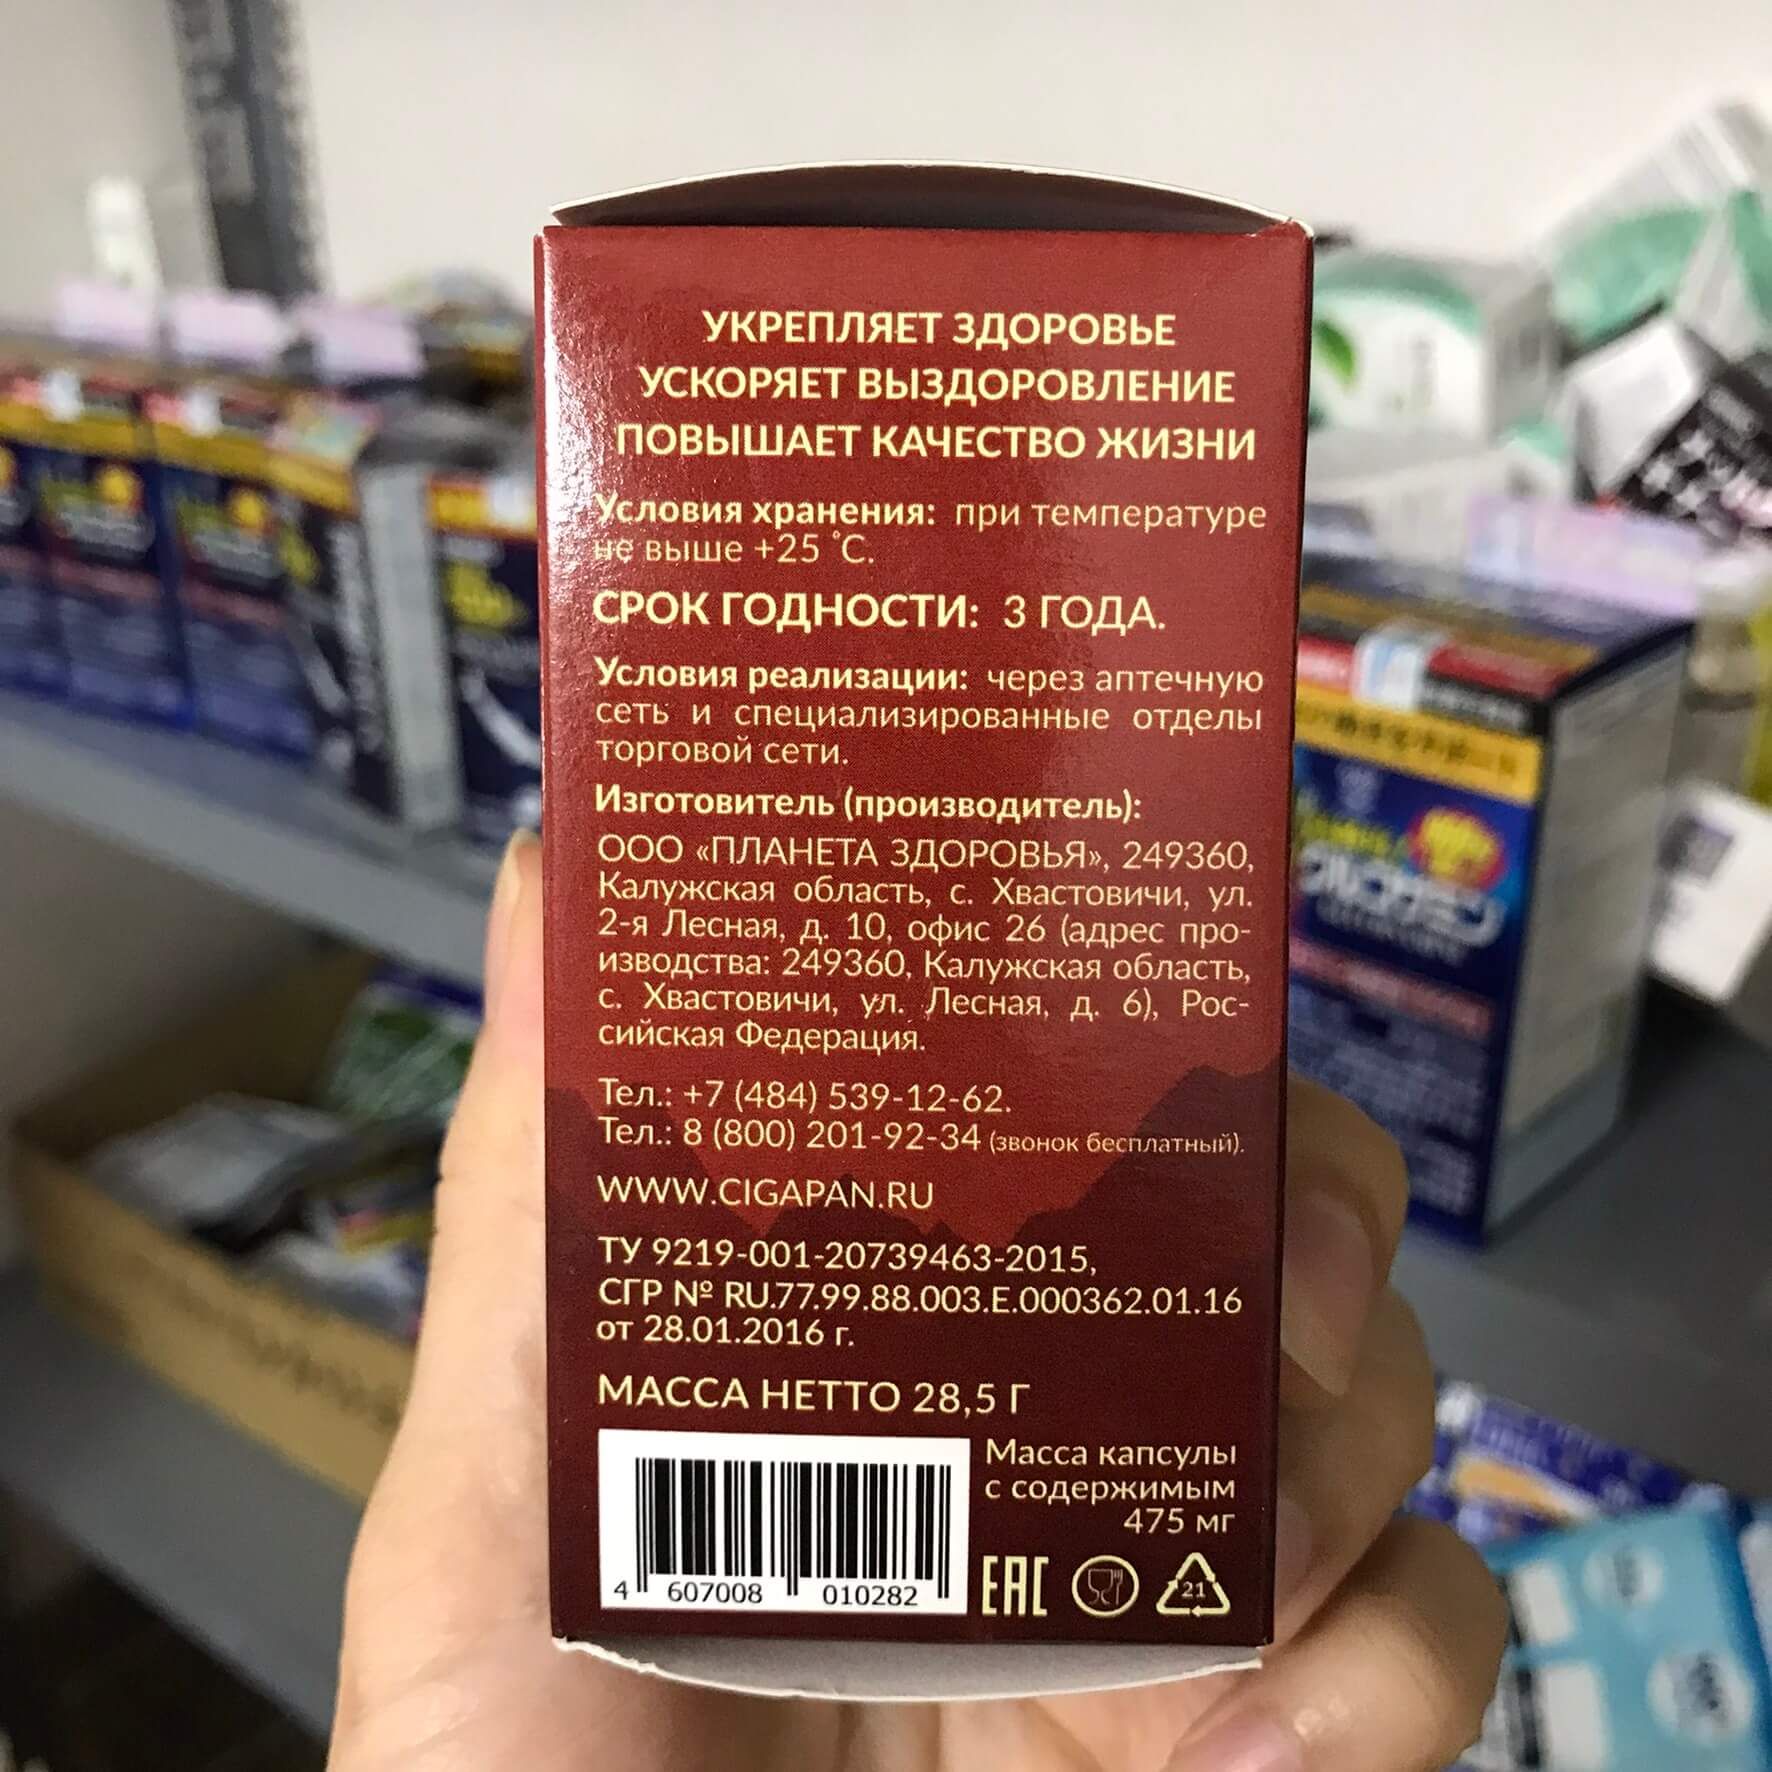 УКРЕПЛЯЕТ ЗДОРОВЬЕ
УСКОРЯЕТ ВЫЗДОРОВЛЕНИЕ
ПОВЫШАЕТ КАЧЕСТВО ЖИЗНИ
Условия хранения: при температуре
не выше +25 °С.
СРОК ГОДНОСТИ: 3 ГОДА.
Условия реализации: через аптечную
сеть и специализированные отделы
торговой сети.
Изготовитель (производитель):
ООО «ПЛАНЕТА ЗДОРОВЬЯ», 249360,
Калужская область, с. Хвастовичи, ул.
2-я Лесная, д. 10, офис 26 (адрес про-
изводства: 249360, Калужская область,
с. Хвастовичи, ул. Лесная, д. 6), Рос-
сийская Федерация.
Тел.: +7 (484) 539-12-62.
Тел.: 8 (800) 201-92-34 (звонок бесплатный).
WWW.CIGAPAN.RU
ТУ 9219-001-20739463-2015,
СГР № RU.77.99.88.003.Е.000362.01.16
от 28.01.2016 г.
МАССА НЕТТО 28,5 Г
Масса капсулы
с содержимым
475 мг
4 607008 010282
EAC
21